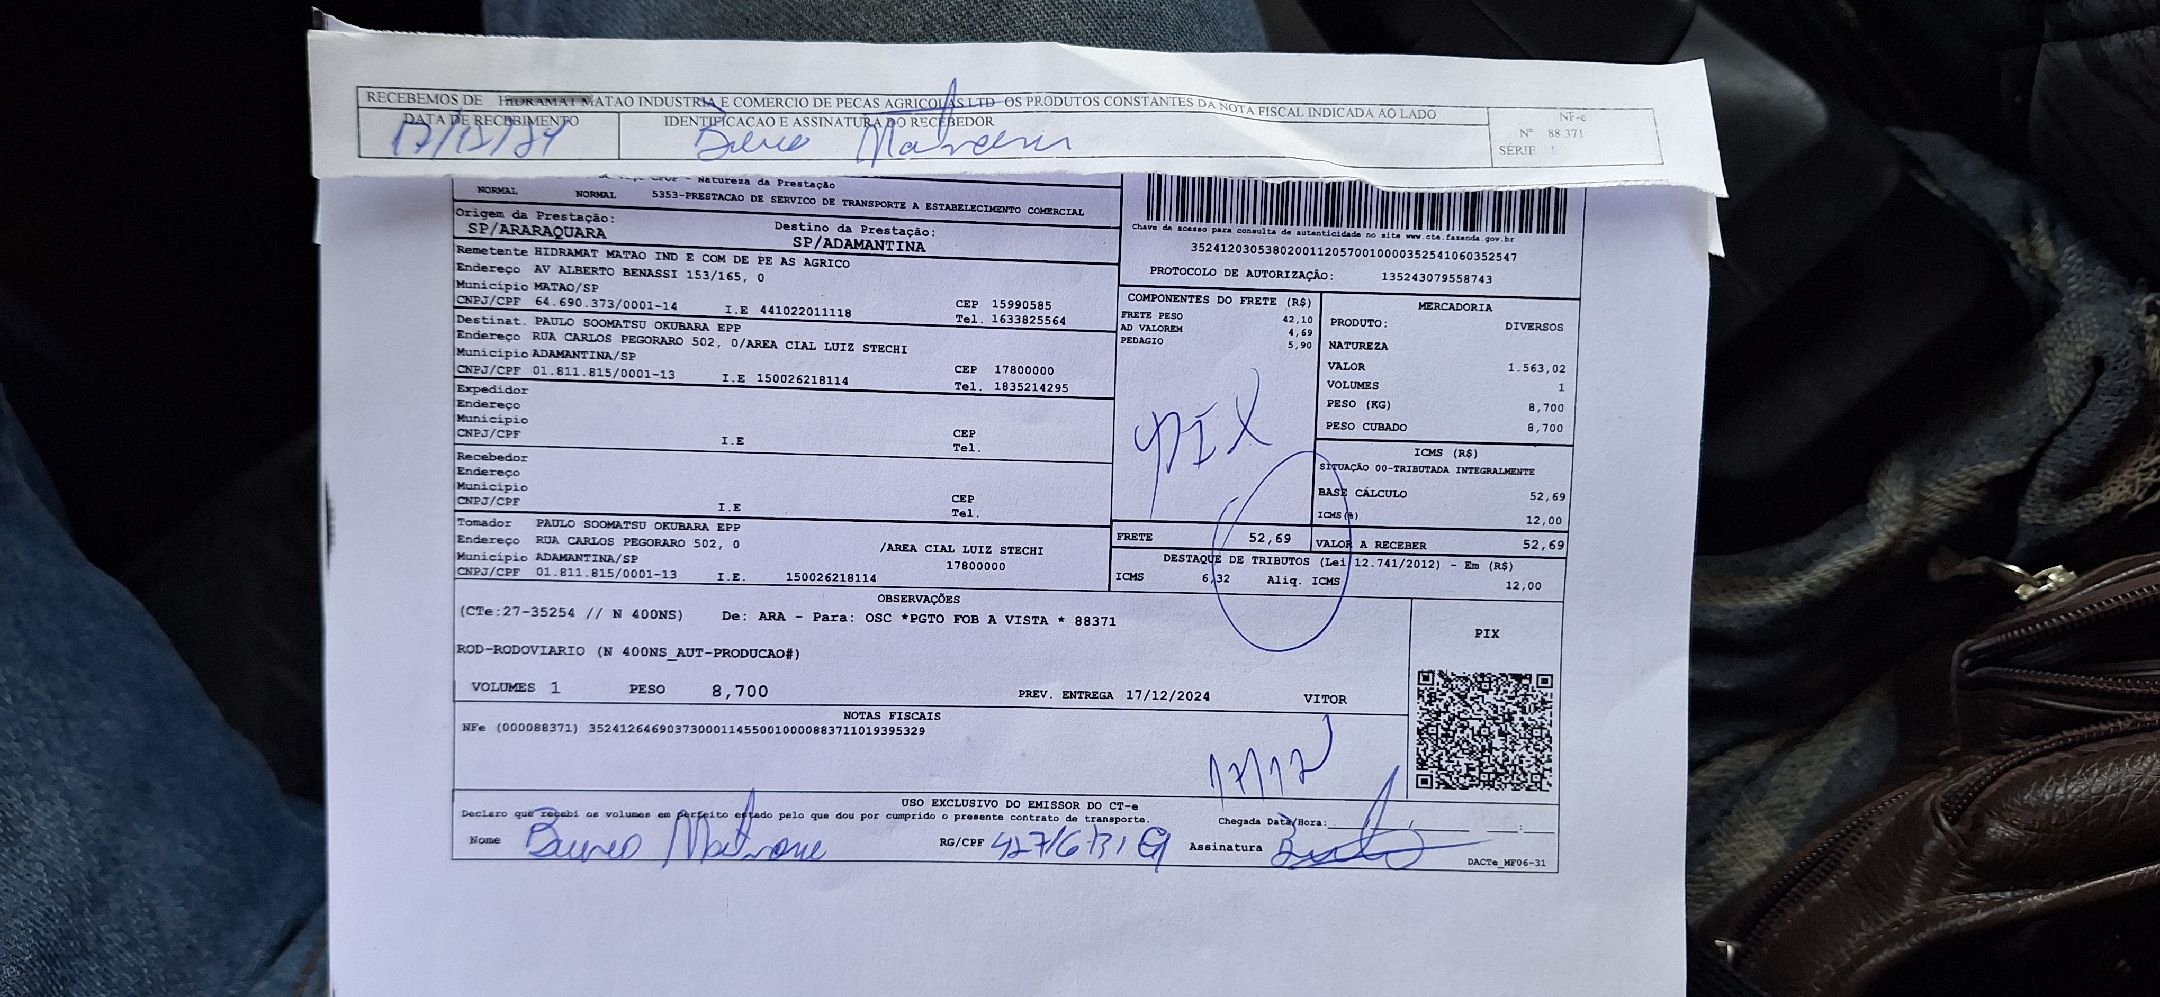 RECEBEMOS DE HIDRAMAT MATAO INDUSTRIA E COMERCIO DE PECAS AGRICOLAS LTD OS PRODUTOS CONSTANTES DA NOTA FISCAL INDICADA AO LADO
DATA DE RECEBIMENTO IDENTIFICACAO E ASSINATURA DO RECEBEDOR
17/12/24
NF-e
Nº 88.371
SÉRIE
- Natureza da Prestação
NORMAL NORMAL 5353-PRESTACAO DE SERVICO DE TRANSPORTE A ESTABELECIMENTO COMERCIAL
Origem da Prestação: Destino da Prestação:
SP/ARARAQUARA SP/ADAMANTINA
Remetente HIDRAMAT MATAO IND E COM DE PE AS AGRICO
Endereço AV ALBERTO BENASSI 153/165, 0
Município MATAO/SP
CNPJ/CPF 64.690.373/0001-14 I.E 441022011118 CEP 15990585
Tel. 1633825564
Destinat. PAULO SOOMATSU OKUBARA EPP
Endereço RUA CARLOS PEGORARO 502, 0/AREA CIAL LUIZ STECHI
Município ADAMANTINA/SP
CNPJ/CPF 01.811.815/0001-13 I.E 150026218114 CEP 17800000
Tel. 1835214295
Expedidor
Endereço
Município
CNPJ/CPF I.E CEP
Tel.
Recebedor
Endereço
Município
CNPJ/CPF I.E CEP
Tel.
Tomador PAULO SOOMATSU OKUBARA EPP
Endereço RUA CARLOS PEGORARO 502, 0 /AREA CIAL LUIZ STECHI
Município ADAMANTINA/SP 17800000
CNPJ/CPF 01.811.815/0001-13 I.E. 150026218114
Chave de acesso para consulta de autenticidade no site www.cte.fazenda.gov.br
35241203053802001120570010000352541060352547
PROTOCOLO DE AUTORIZAÇÃO: 135243079558743
COMPONENTES DO FRETE (R$)
FRETE PESO 42,10
AD VALOREM 4,69
PEDAGIO 5,90
PIX
MERCADORIA
PRODUTO: DIVERSOS
NATUREZA
VALOR 1.563,02
VOLUMES 1
PESO (KG) 8,700
PESO CUBADO 8,700
ICMS (R$)
SITUAÇÃO 00-TRIBUTADA INTEGRALMENTE
BASE CÁLCULO 52,69
ICMS(%) 12,00
FRETE 52,69 VALOR A RECEBER 52,69
DESTAQUE DE TRIBUTOS (Lei 12.741/2012) - Em (R$)
ICMS 6,32 Aliq. ICMS 12,00
OBSERVAÇÕES
(CTe:27-35254 // N 400NS) De: ARA - Para: OSC *PGTO FOB A VISTA * 88371
ROD-RODOVIARIO (N 400NS_AUT-PRODUCAO#)
VOLUMES 1 PESO 8,700 PREV. ENTREGA 17/12/2024 VITOR
PIX
NOTAS FISCAIS
NFe (000088371) 35241264690373000114550010000883711019395329
17/12
USO EXCLUSIVO DO EMISSOR DO CT-e
Declaro que recebi os volumes em perfeito estado pelo que dou por cumprido o presente contrato de transporte. Chegada Data/Hora: / / :
Nome RG/CPF Assinatura
DACTe_MF06-31